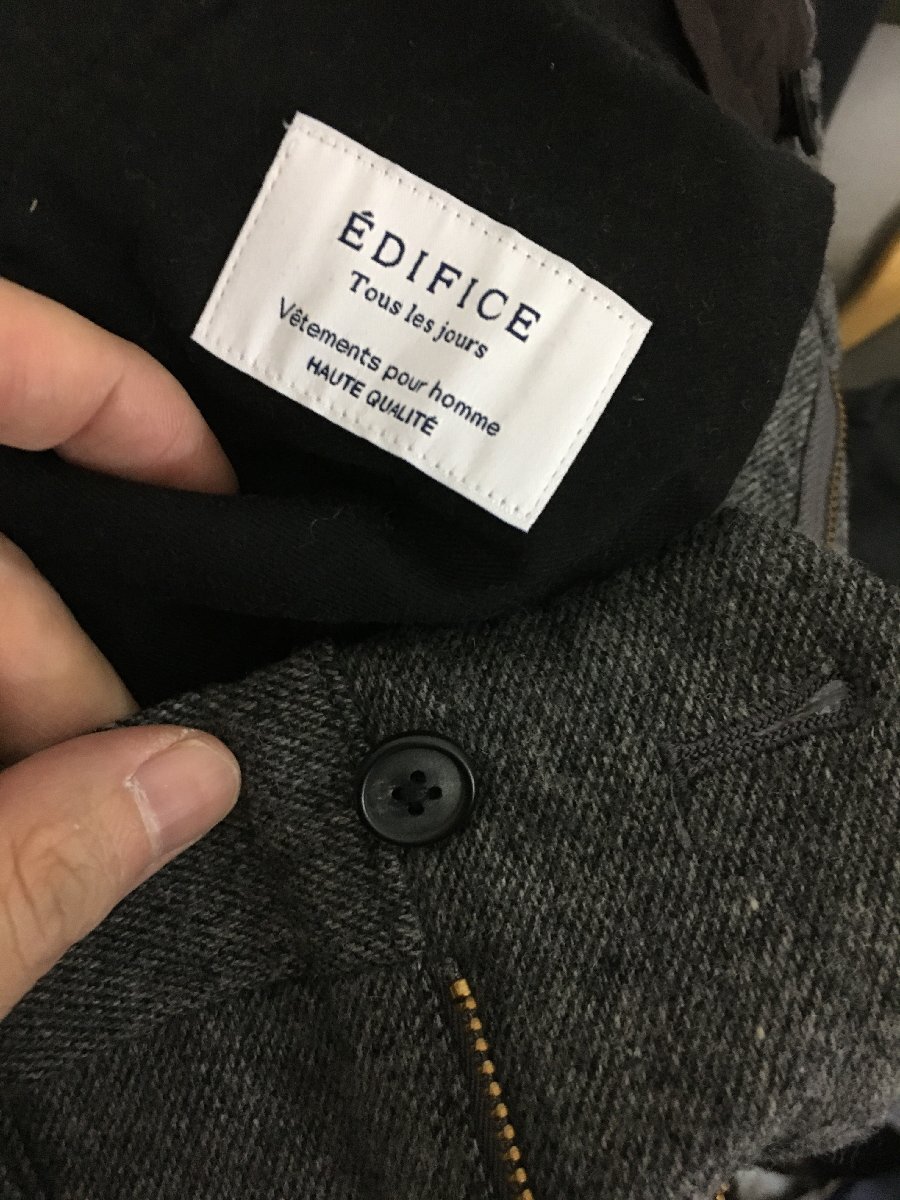 ÉDIFICE
Tous les jours
Vêtements pour homme
HAUTE QUALITÉ